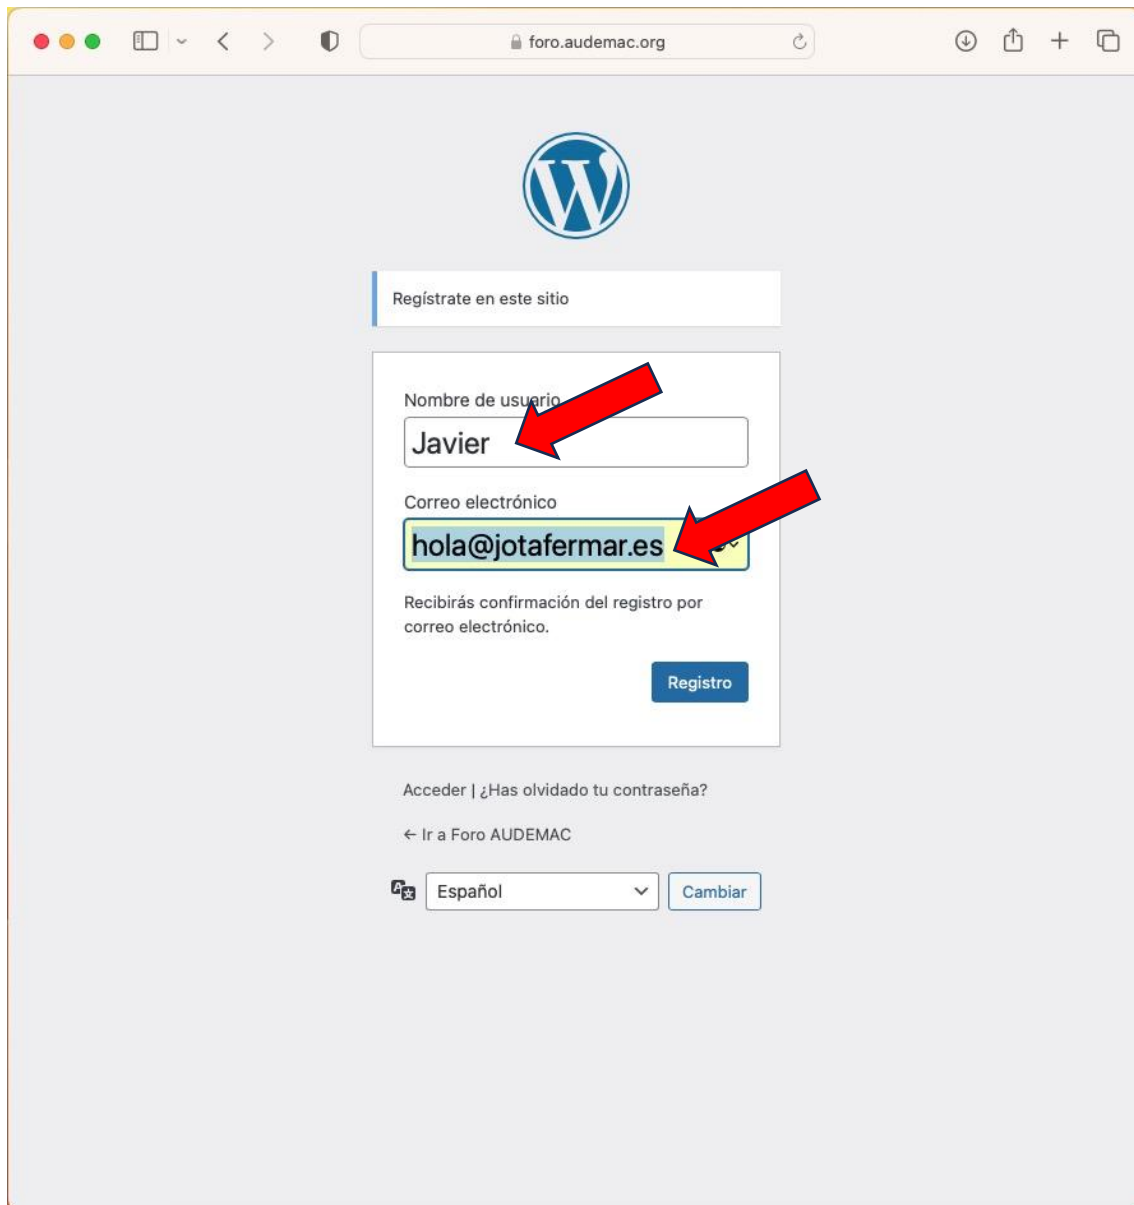 foro.audemac.org
Regístrate en este sitio
Nombre de usuario
Javier
Correo electrónico
hola@jotafermar.es
Recibirás confirmación del registro por
correo electrónico.
Registro
Acceder | ¿Has olvidado tu contraseña?
← Ir a Foro AUDEMAC
Español
Cambiar